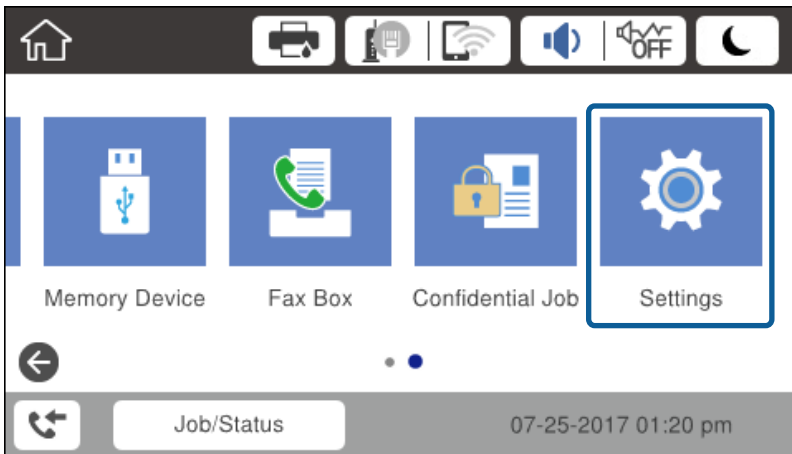 OFF
Memory Device
Fax Box
Confidential Job
Settings
Job/Status
07-25-2017 01:20 pm